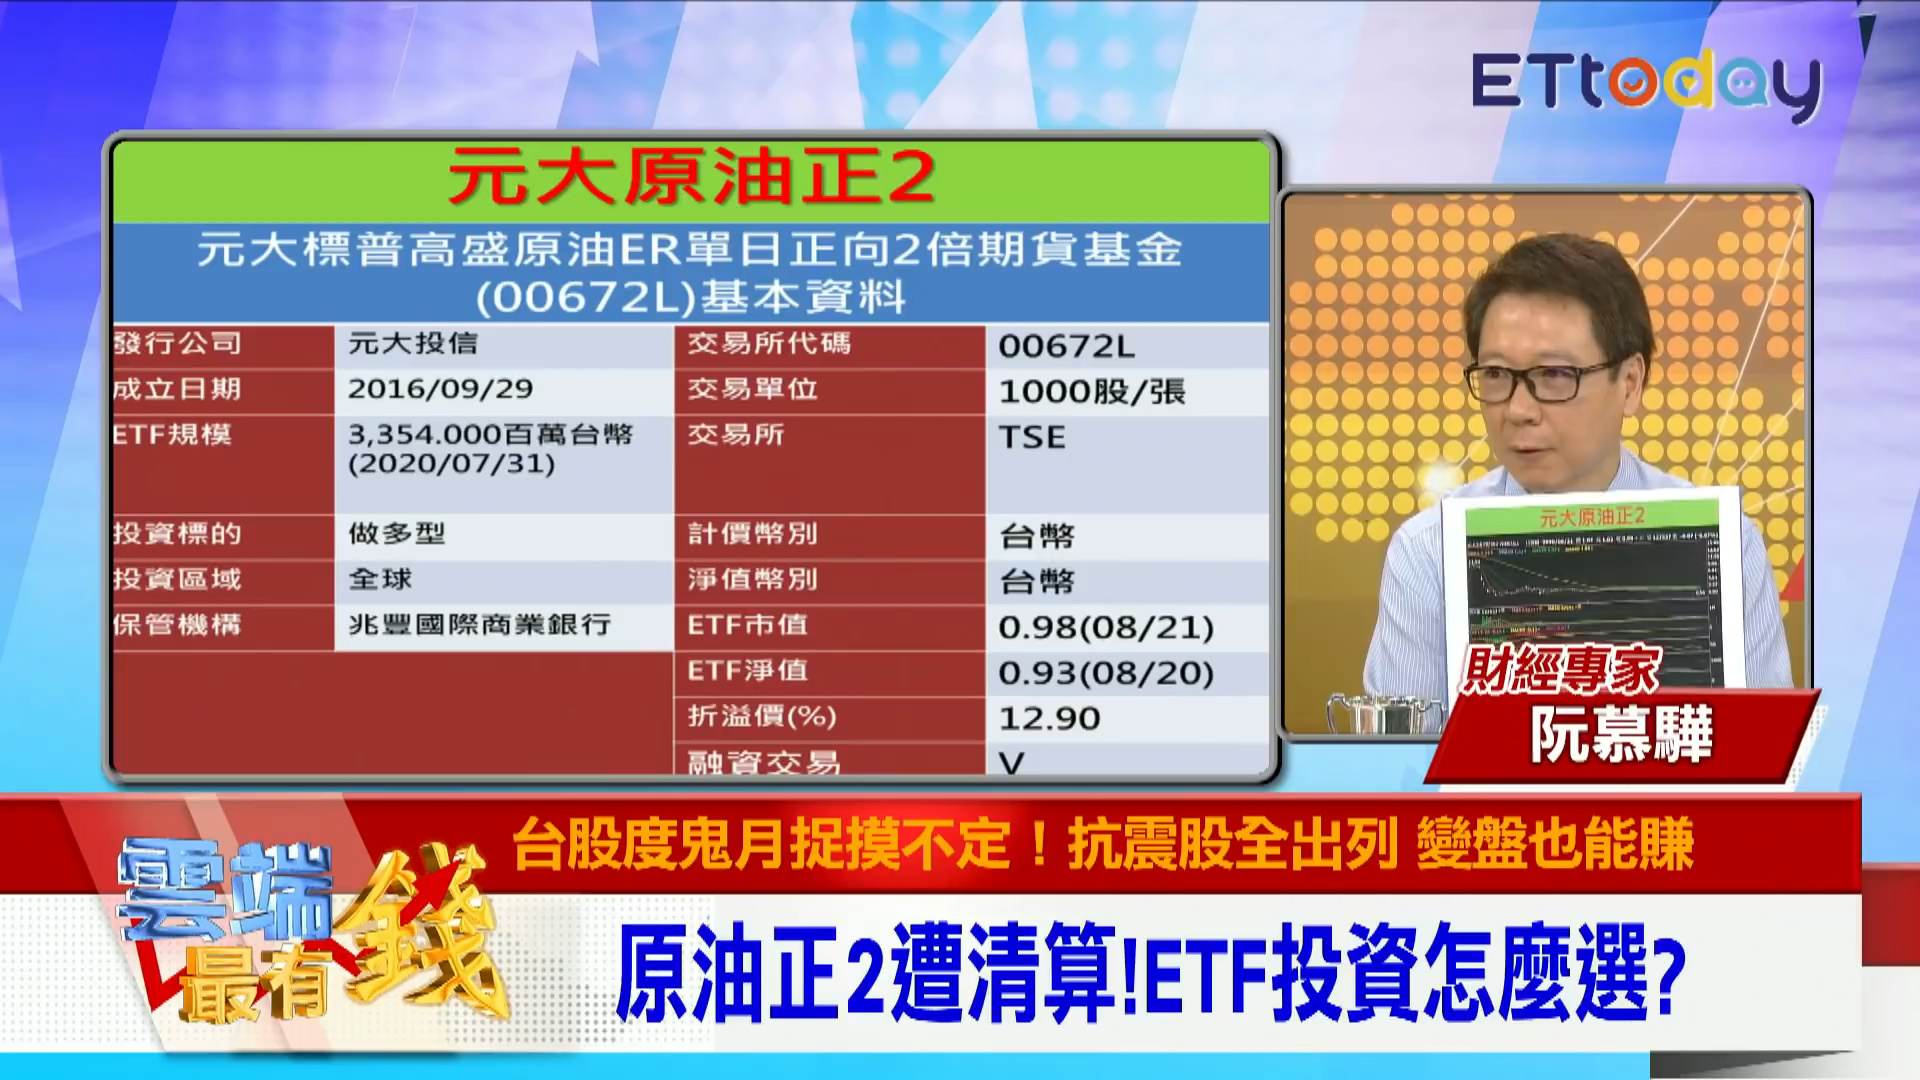 ETtoday
元大原油正2
元大標普高盛原油ER單日正向2倍期貨基金
(00672L)基本資料
發行公司 元大投信 交易所代碼 00672L
成立日期 2016/09/29 交易單位 1000股/張
ETF規模 3,354.000百萬台幣 交易所 TSE
(2020/07/31)
投資標的 做多型 計價幣別 台幣
投資區域 全球 淨值幣別 台幣
保管機構 兆豐國際商業銀行 ETF市值 0.98(08/21)
ETF淨值 0.93(08/20)
折溢價(%) 12.90
融資交易 V
元大原油正2
財經專家
阮慕驊
台股度鬼月捉摸不定！抗震股全出列 變盤也能賺
雲端最有錢
原油正2遭清算!ETF投資怎麼選?